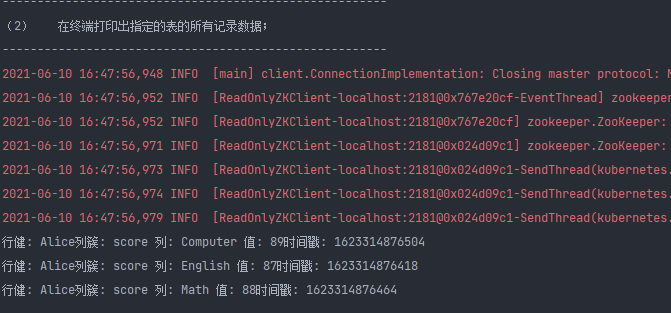 --------------------------------------------------
（2） 在终端打印出指定的表的所有记录数据；
--------------------------------------------------
2021-06-10 16:47:56,948 INFO [main] client.ConnectionImplementation: Closing master protocol:
2021-06-10 16:47:56,952 INFO [ReadOnlyZKClient-localhost:2181@0x767e20cf-EventThread] zookeeper
2021-06-10 16:47:56,952 INFO [ReadOnlyZKClient-localhost:2181@0x767e20cf] zookeeper.ZooKeeper:
2021-06-10 16:47:56,971 INFO [ReadOnlyZKClient-localhost:2181@0x024d09c1] zookeeper.ZooKeeper:
2021-06-10 16:47:56,973 INFO [ReadOnlyZKClient-localhost:2181@0x024d09c1-SendThread(kubernetes.
2021-06-10 16:47:56,974 INFO [ReadOnlyZKClient-localhost:2181@0x024d09c1-SendThread(kubernetes.
2021-06-10 16:47:56,979 INFO [ReadOnlyZKClient-localhost:2181@0x024d09c1-SendThread(kubernetes.
行健: Alice列簇: score 列: Computer 值: 89时间戳: 1623314876504
行健: Alice列簇: score 列: English 值: 87时间戳: 1623314876418
行健: Alice列簇: score 列: Math 值: 88时间戳: 1623314876464